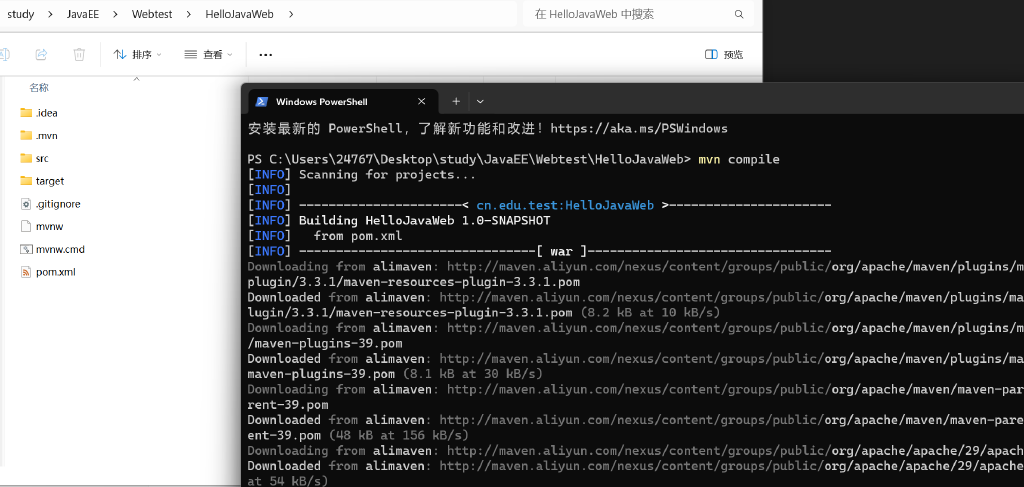 study > JavaEE > Webtest > HelloJavaWeb >
在 HelloJavaWeb 中搜索
排序
查看
预览
名称
.idea
.mvn
src
target
.gitignore
mvnw
mvnw.cmd
pom.xml
Windows PowerShell
安装最新的 PowerShell，了解新功能和改进！https://aka.ms/PSWindows
PS C:\Users\24767\Desktop\study\JavaEE\Webtest\HelloJavaWeb> mvn compile
[INFO] Scanning for projects...
[INFO]
[INFO] ----------------------< cn.edu.test:HelloJavaWeb >----------------------
[INFO] Building HelloJavaWeb 1.0-SNAPSHOT
[INFO]   from pom.xml
[INFO] --------------------------------[ war ]---------------------------------
Downloading from alimaven: http://maven.aliyun.com/nexus/content/groups/public/org/apache/maven/plugins/m
plugin/3.3.1/maven-resources-plugin-3.3.1.pom
Downloaded from alimaven: http://maven.aliyun.com/nexus/content/groups/public/org/apache/maven/plugins/ma
lugin/3.3.1/maven-resources-plugin-3.3.1.pom (8.2 kB at 10 kB/s)
Downloading from alimaven: http://maven.aliyun.com/nexus/content/groups/public/org/apache/maven/plugins/m
/maven-plugins-39.pom
Downloaded from alimaven: http://maven.aliyun.com/nexus/content/groups/public/org/apache/maven/plugins/ma
maven-plugins-39.pom (8.1 kB at 30 kB/s)
Downloading from alimaven: http://maven.aliyun.com/nexus/content/groups/public/org/apache/maven/maven-par
rent-39.pom
Downloaded from alimaven: http://maven.aliyun.com/nexus/content/groups/public/org/apache/maven/maven-pare
ent-39.pom (48 kB at 156 kB/s)
Downloading from alimaven: http://maven.aliyun.com/nexus/content/groups/public/org/apache/apache/29/apach
Downloaded from alimaven: http://maven.aliyun.com/nexus/content/groups/public/org/apache/apache/29/apache
at 54 kB/s)